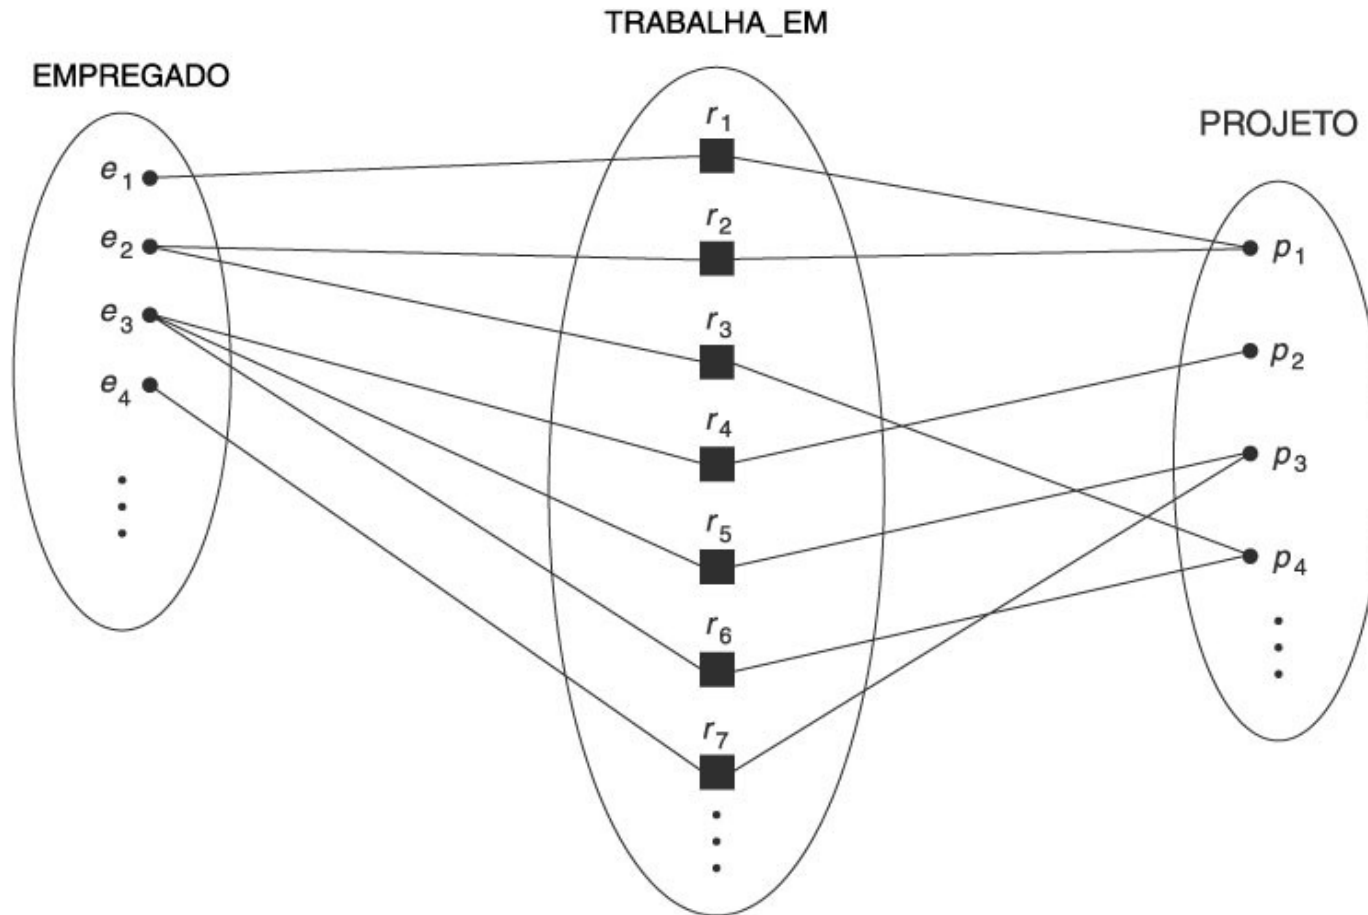 TRABALHA_EM
EMPREGADO
PROJETO
r1
e1
r2
e2
p1
r3
e3
p2
e4
r4
p3
r5
p4
r6
r7